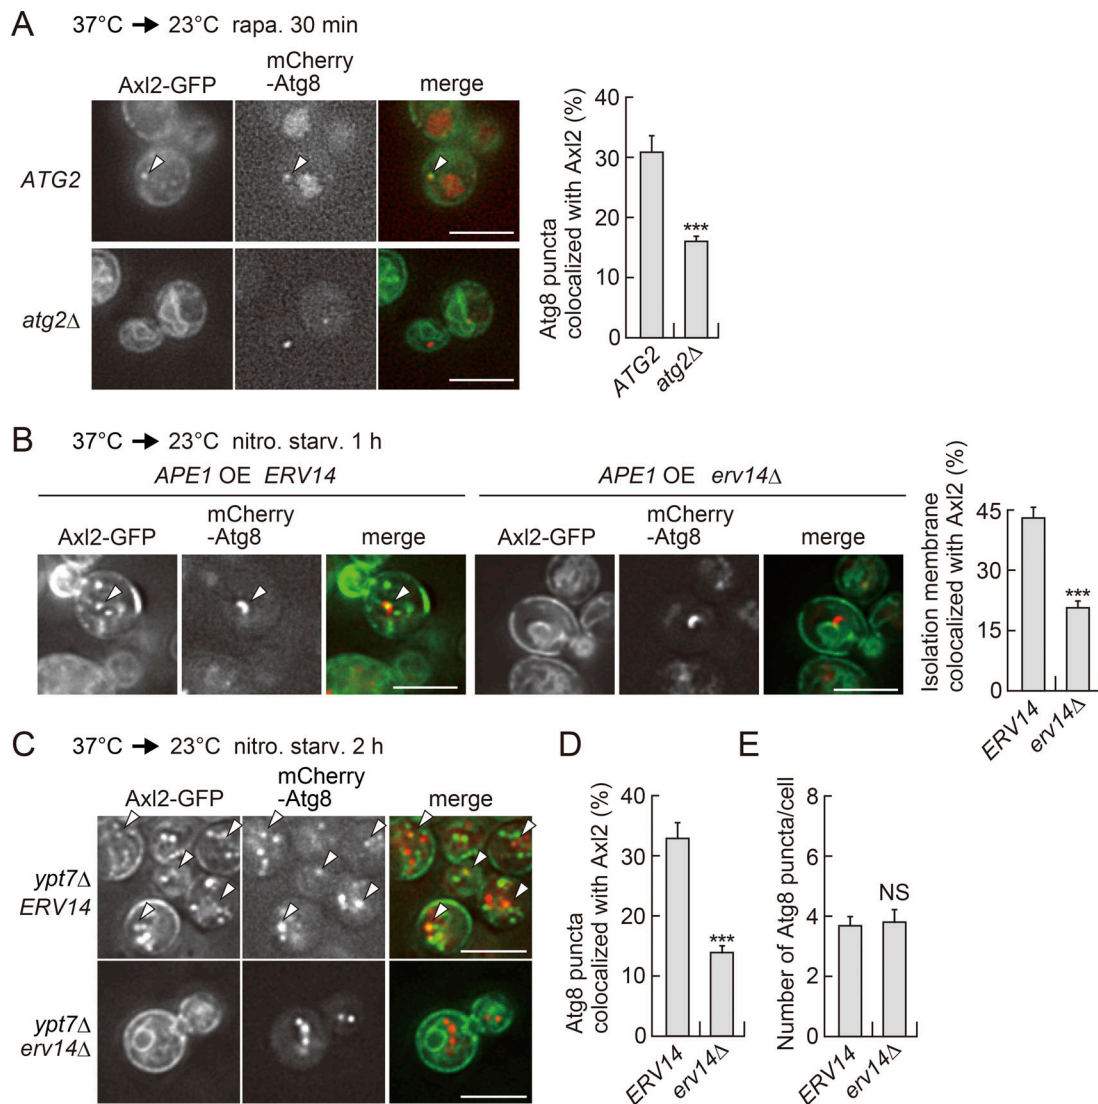 A 37°C → 23°C rapa. 30 min
Axl2-GFP
mCherry
-Atg8
merge
ATG2
atg2Δ
Atg8 puncta
colocalized with Axl2 (%)
40
30
20
10
0
***
ATG2
atg2Δ
B 37°C → 23°C nitro. starv. 1 h
APE1 OE ERV14
APE1 OE erv14Δ
Axl2-GFP
mCherry
-Atg8
merge
Axl2-GFP
mCherry
-Atg8
merge
Isolation membrane
colocalized with Axl2 (%)
45
30
15
0
***
ERV14
erv14Δ
C 37°C → 23°C nitro. starv. 2 h
Axl2-GFP
mCherry
-Atg8
merge
ypt7Δ
ERV14
ypt7Δ
erv14Δ
D
Atg8 puncta
colocalized with Axl2 (%)
40
30
20
10
0
***
ERV14
erv14Δ
E
Number of Atg8 puncta/cell
8
6
4
2
0
NS
ERV14
erv14Δ